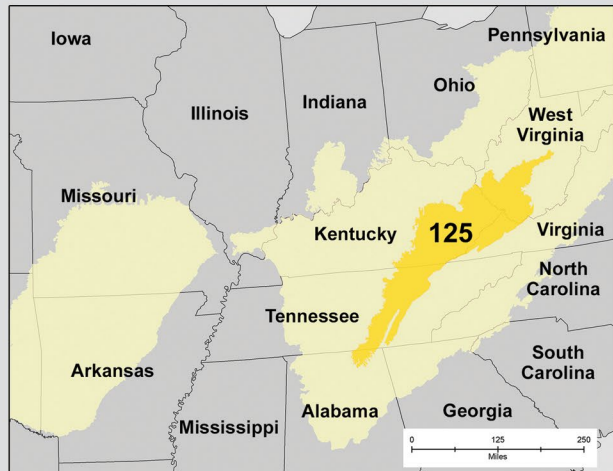 Pennsylvania
Iowa
Ohio
Indiana
Illinois
West
Virginia
Missouri
Kentucky
125
Virginia
North
Carolina
Tennessee
Arkansas
South
Carolina
Mississippi
Alabama
Georgia
0 125 250
Miles